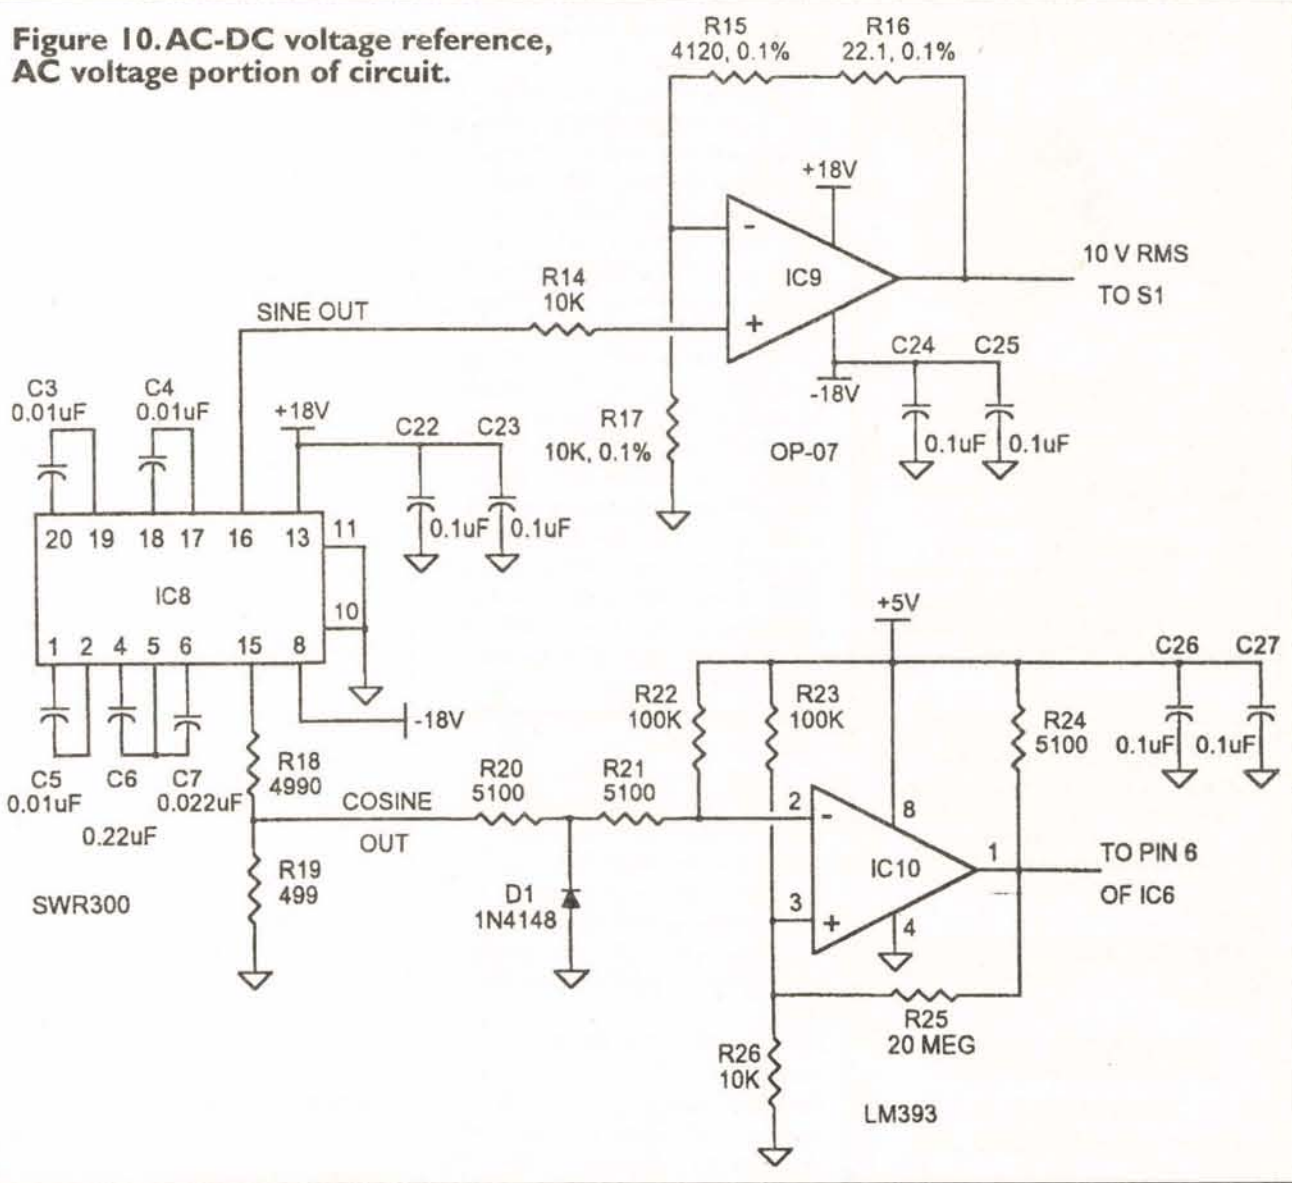 Figure 10. AC-DC voltage reference,
AC voltage portion of circuit.
R15
4120, 0.1%
R16
22.1, 0.1%
+18V
-
IC9
+
10 V RMS
TO S1
R14
10K
SINE OUT
-18V
C24
C25
0.1uF
0.1uF
OP-07
R17
10K, 0.1%
C3
0.01uF
C4
0.01uF
+18V
C22
C23
0.1uF
0.1uF
20 19 18 17 16 13
11
IC8
10
1 2 4 5 6 15 8
-18V
C5
0.01uF
C6
0.22uF
C7
0.022uF
SWR300
R18
4990
R19
499
COSINE
OUT
R20
5100
R21
5100
D1
1N4148
+5V
R22
100K
R23
100K
R24
5100
C26
C27
0.1uF
0.1uF
2
-
8
IC10
1
3
+
4
TO PIN 6
OF IC6
R25
20 MEG
R26
10K
LM393